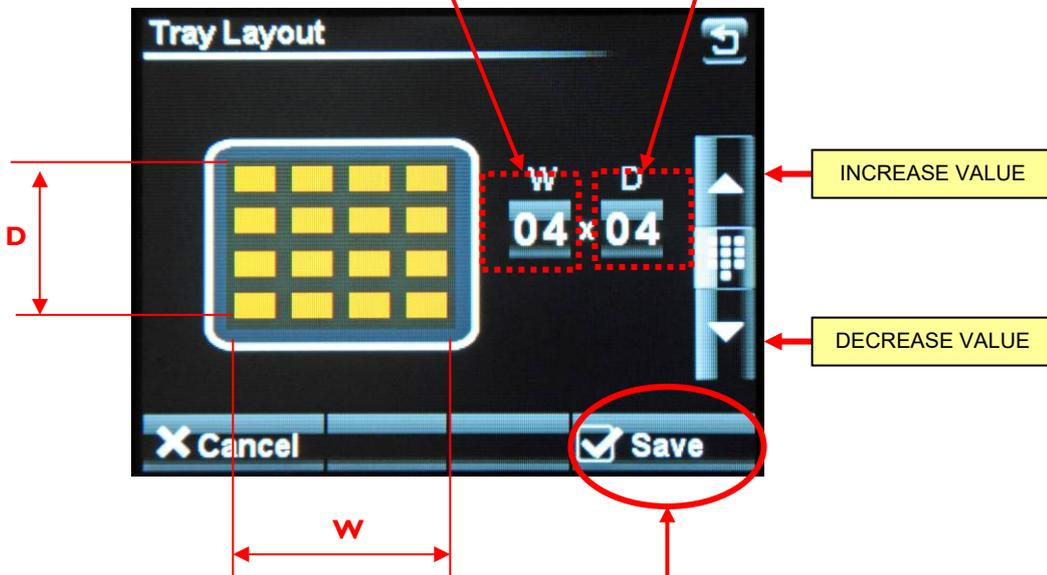 Tray Layout
INCREASE VALUE
W D
04 x 04
D
DECREASE VALUE
Cancel Save
W